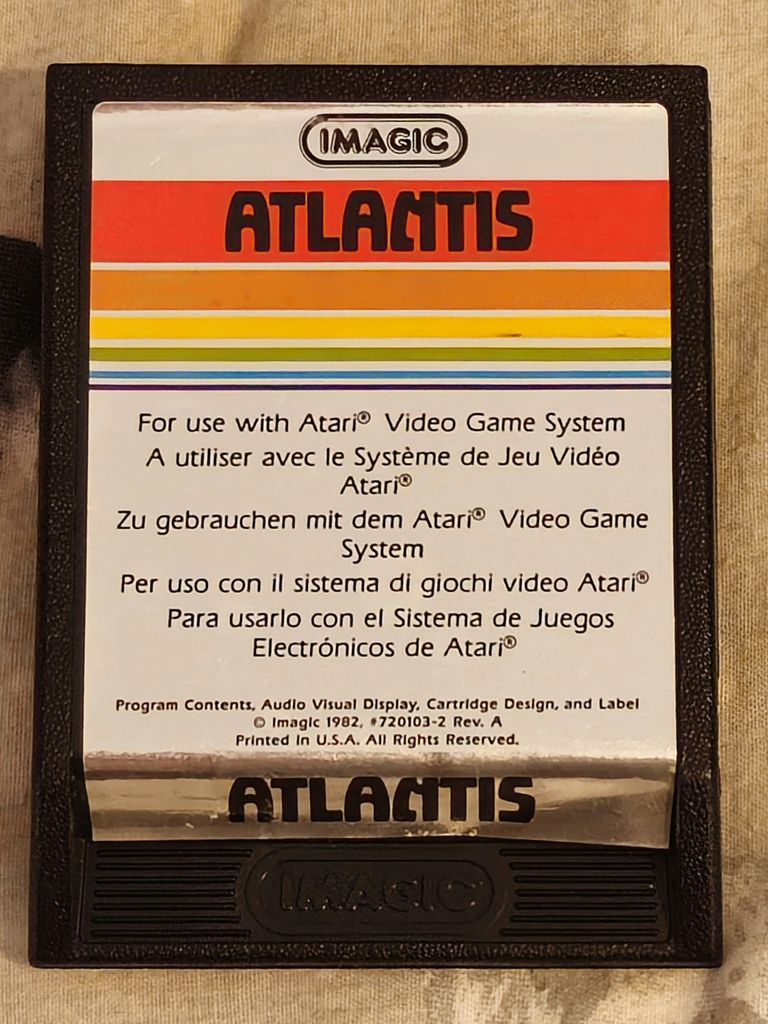 IMAGIC
ATLANTIS
For use with Atari® Video Game System
A utiliser avec le Système de Jeu Vidéo
Atari®
Zu gebrauchen mit dem Atari® Video Game
System
Per uso con il sistema di giochi video Atari®
Para usarlo con el Sistema de Juegos
Electrónicos de Atari®
Program Contents, Audio Visual Display, Cartridge Design, and Label
© Imagic 1982, #720103-2 Rev. A
Printed in U.S.A. All Rights Reserved.
ATLANTIS
IMAGIC